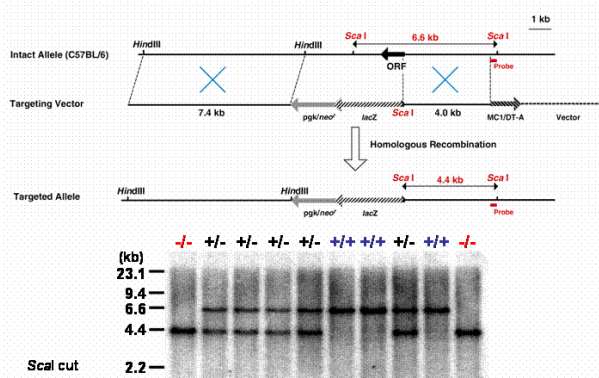 1 kb
Sca I 6.6 kb Sca I
HindIII HindIII
Intact Allele (C57BL/6)
ORF Probe
Targeting Vector
7.4 kb pgk/neoʳ lacZ Sca I 4.0 kb MC1/DT-A Vector
Homologous Recombination
Sca I 4.4 kb Sca I
HindIII HindIII
Targeted Allele
pgk/neoʳ lacZ Probe
-/- +/- +/- +/- +/- +/+ +/+ +/- +/+ -/-
(kb)
23.1
9.4
6.6
4.4
2.2
ScaI cut